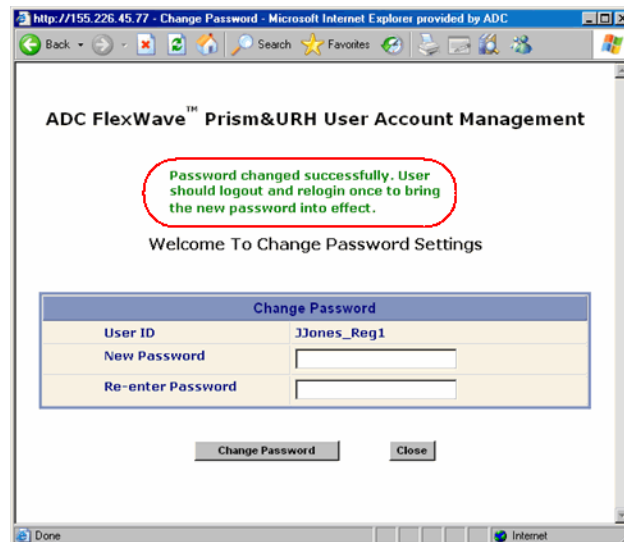 http://155.226.45.77 - Change Password - Microsoft Internet Explorer provided by ADC
Back Search Favorites
ADC FlexWave™ Prism&URH User Account Management
Password changed successfully. User
should logout and relogin once to bring
the new password into effect.
Welcome To Change Password Settings
Change Password
User ID JJones_Reg1
New Password
Re-enter Password
Change Password Close
Done Internet